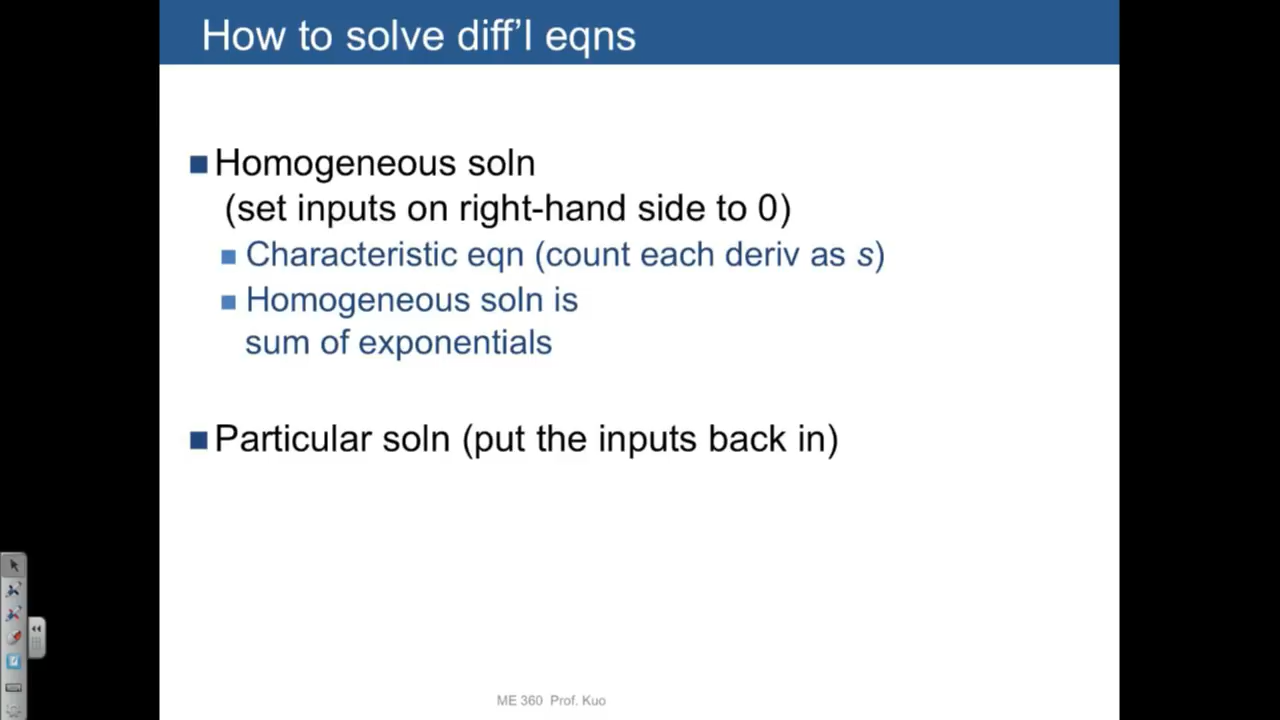 How to solve diff’l eqns
Homogeneous soln
(set inputs on right-hand side to 0)
Characteristic eqn (count each deriv as s)
Homogeneous soln is
sum of exponentials
Particular soln (put the inputs back in)
ME 360 Prof. Kuo